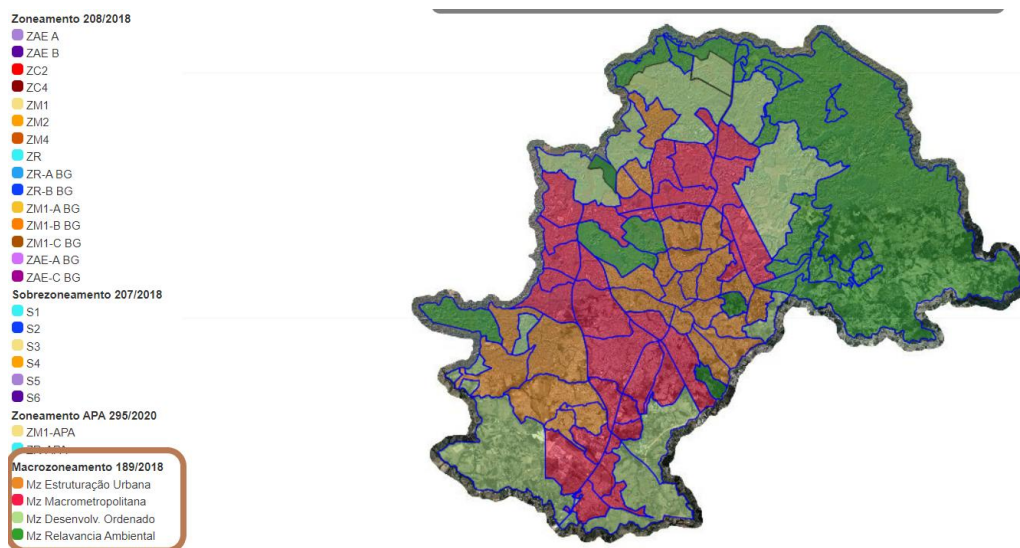 Zoneamento 208/2018
ZAE A
ZAE B
ZC2
ZC4
ZM1
ZM2
ZM4
ZR
ZR-A BG
ZR-B BG
ZM1-A BG
ZM1-B BG
ZM1-C BG
ZAE-A BG
ZAE-C BG
Sobrezoneamento 207/2018
S1
S2
S3
S4
S5
S6
Zoneamento APA 295/2020
ZM1-APA
ZR-APA
Macrozoneamento 189/2018
Mz Estruturação Urbana
Mz Macrometropolitana
Mz Desenvolv. Ordenado
Mz Relavancia Ambiental